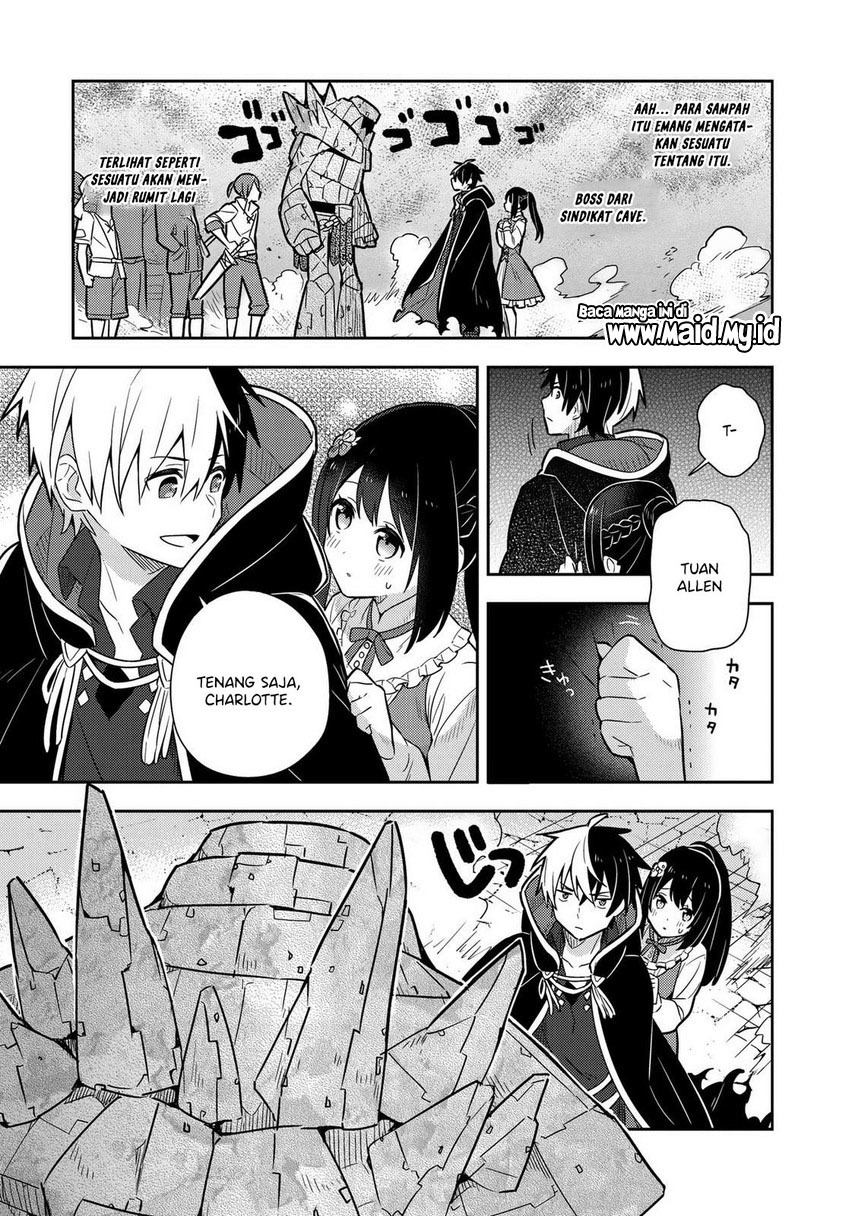 AAH... PARA SAMPAH
ITU EMANG MENGATA-
KAN SESUATU
TENTANG ITU.
BOSS DARI
SINDIKAT CAVE.
ゴゴゴゴゴゴ
TERLIHAT SEPERTI
SESUATU AKAN MEN-
JADI RUMIT LAGI
Baca Manga ini di
www.Maid.My.id
T-
TUAN
ALLEN
カタ
カタ
きゅっ
TENANG SAJA,
CHARLOTTE.
じっ